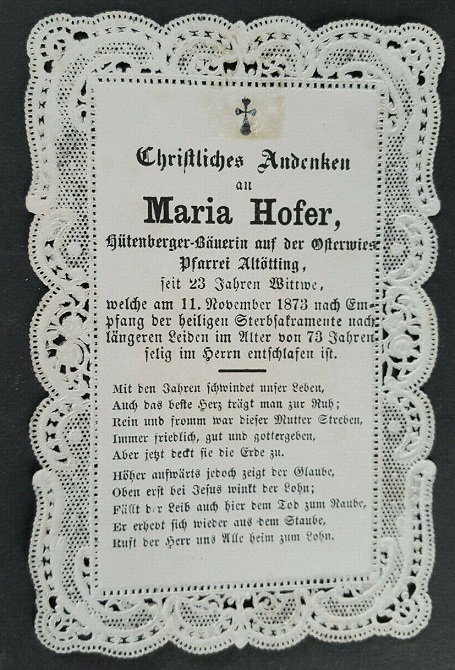 Christliches Andenken
an
Maria Hofer,
Hütenberger-Bäuerin auf der Osterwiese
Pfarrei Altötting,
seit 23 Jahren Wittwe,
welche am 11. November 1873 nach Em-
pfang der heiligen Sterbsakramente nach
längeren Leiden im Alter von 73 Jahren
selig im Herrn entschlafen ist.
Mit den Jahren schwindet unser Leben,
Auch das beste Herz trägt man zur Ruh;
Rein und fromm war dieser Mutter Streben,
Immer friedlich, gut und gottergeben,
Aber jetzt deckt sie die Erde zu.
Höher aufwärts jedoch zeigt der Glaube,
Oben erst bei Jesus winkt der Lohn;
Fällt der Leib auch hier dem Tod zum Raube,
Er erhebt sich wieder aus dem Staube,
Ruft der Herr uns Alle heim zum Lohn.